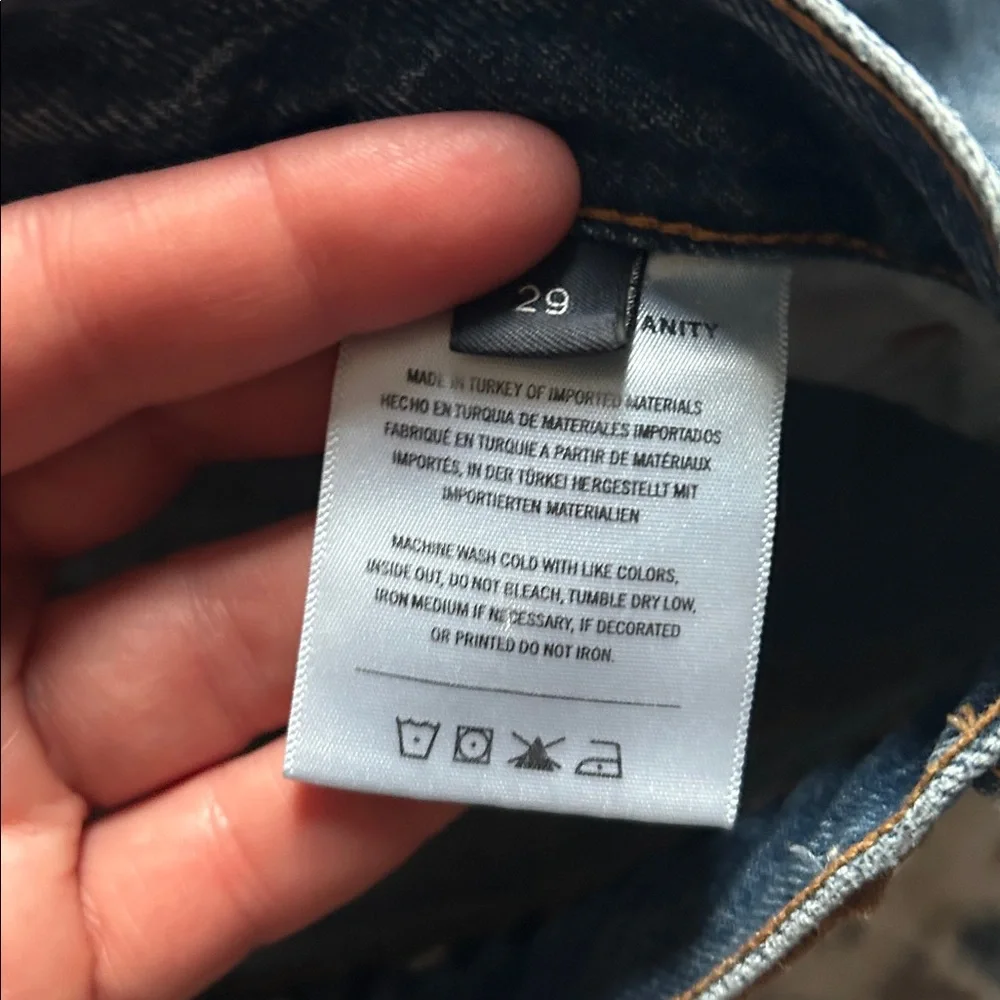 29
ANITY
MADE IN TURKEY OF IMPORTED MATERIALS
HECHO EN TURQUIA DE MATERIALES IMPORTADOS
FABRIQUÉ EN TURQUIE A PARTIR DE MATÉRIAUX
IMPORTÉS, IN DER TÜRKEI HERGESTELLT MIT
IMPORTIERTEN MATERIALIEN
MACHINE WASH COLD WITH LIKE COLORS,
INSIDE OUT, DO NOT BLEACH, TUMBLE DRY LOW,
IRON MEDIUM IF NECESSARY, IF DECORATED
OR PRINTED DO NOT IRON.